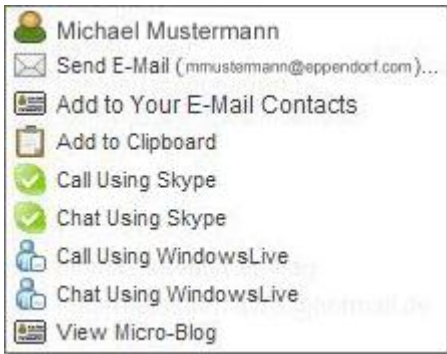 Michael Mustermann
Send E-Mail (mmustermann@eppendorf.com)...
Add to Your E-Mail Contacts
Add to Clipboard
Call Using Skype
Chat Using Skype
Call Using WindowsLive
Chat Using WindowsLive
View Micro-Blog